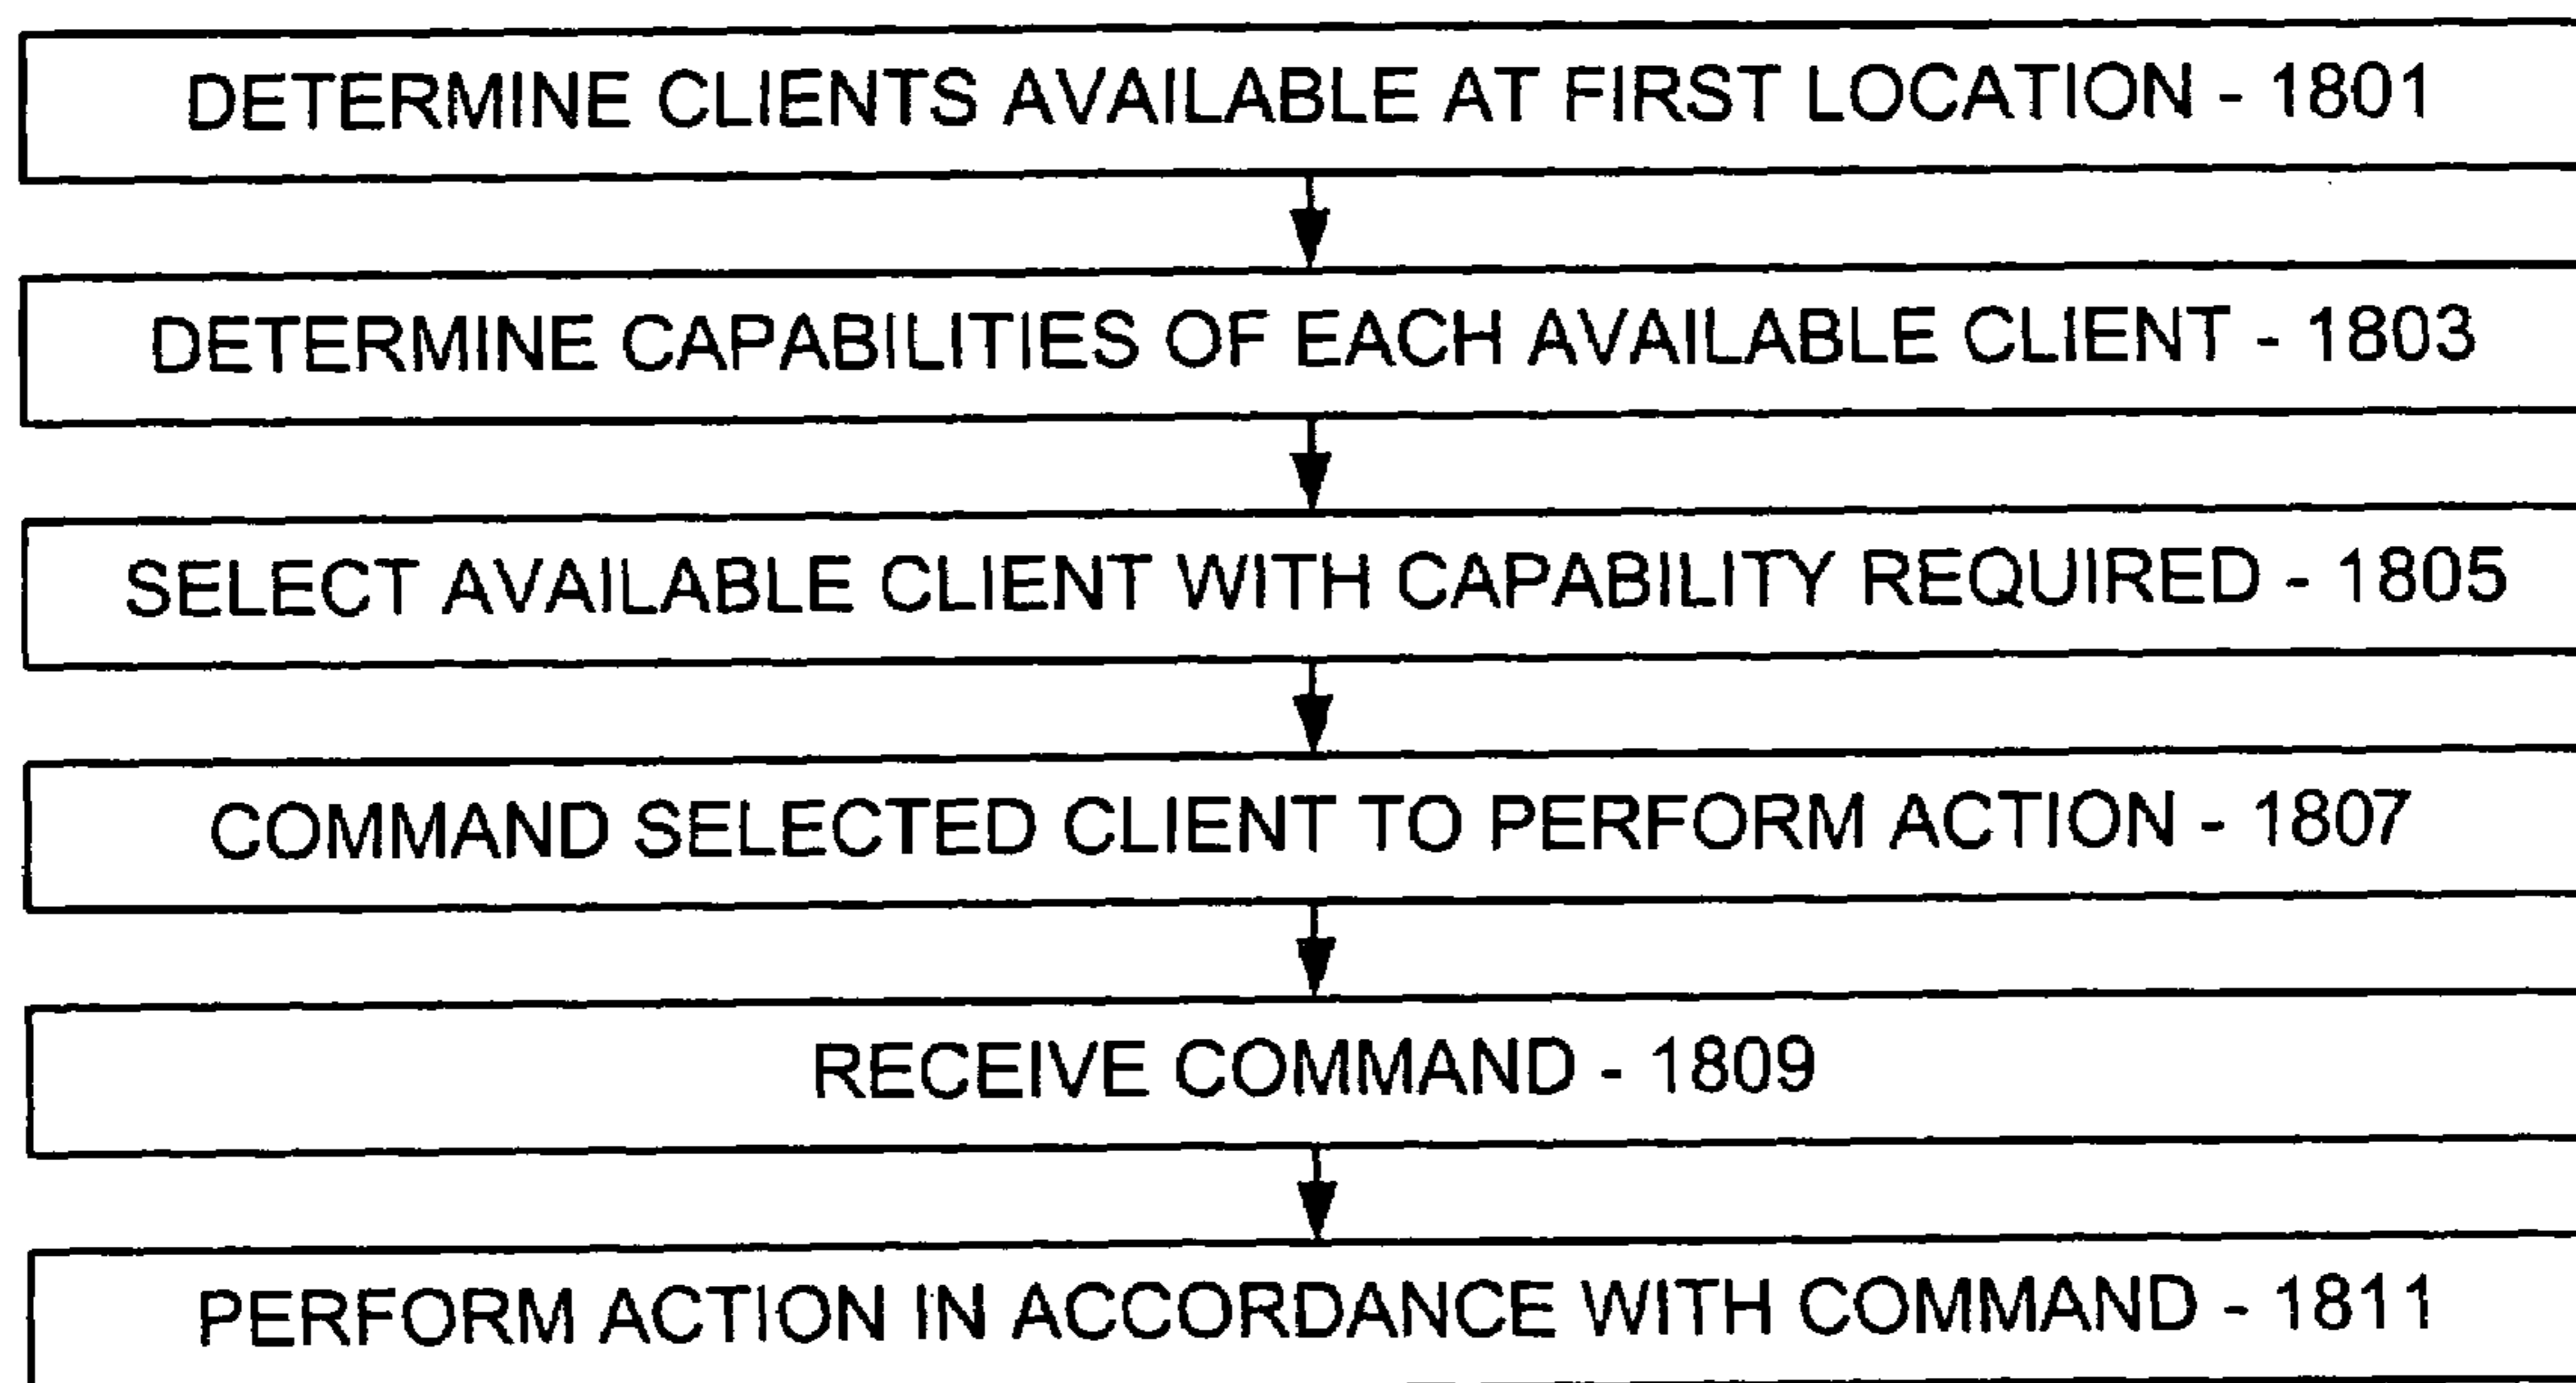 DETERMINE CLIENTS AVAILABLE AT FIRST LOCATION - 1801
DETERMINE CAPABILITIES OF EACH AVAILABLE CLIENT - 1803
SELECT AVAILABLE CLIENT WITH CAPABILITY REQUIRED - 1805
COMMAND SELECTED CLIENT TO PERFORM ACTION - 1807
RECEIVE COMMAND - 1809
PERFORM ACTION IN ACCORDANCE WITH COMMAND - 1811